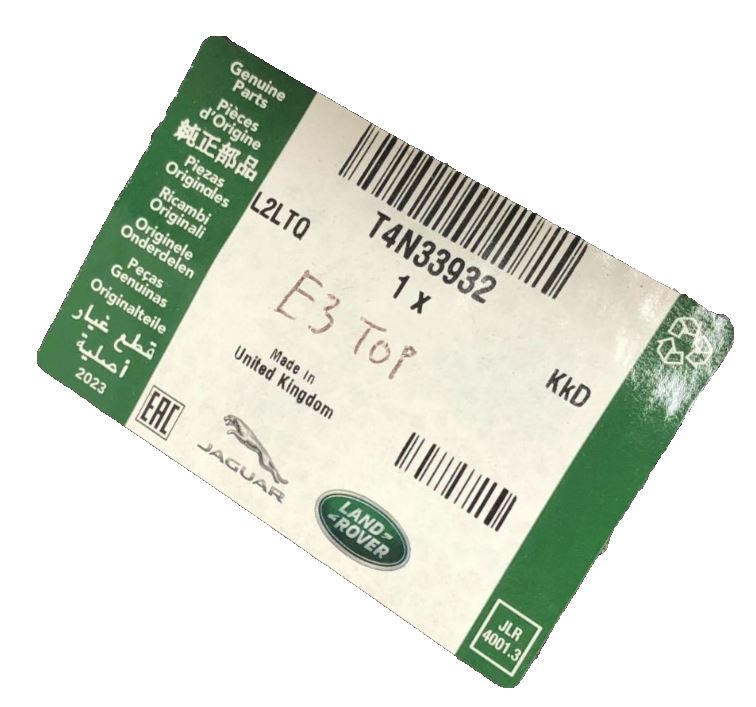 Genuine
Parts
Pièces
d'Origine
純正部品
Piezas
Originales
Ricambi
Originali
Originele
Onderdelen
Peças
Genuínas
Originalteile
قطع غيار
أصلية
2023
EAC
L2LTQ
T4N33932
1 x
E3 TOP
KkD
Made in
United Kingdom
JAGUAR
LAND-
-ROVER
JLR
4001.3